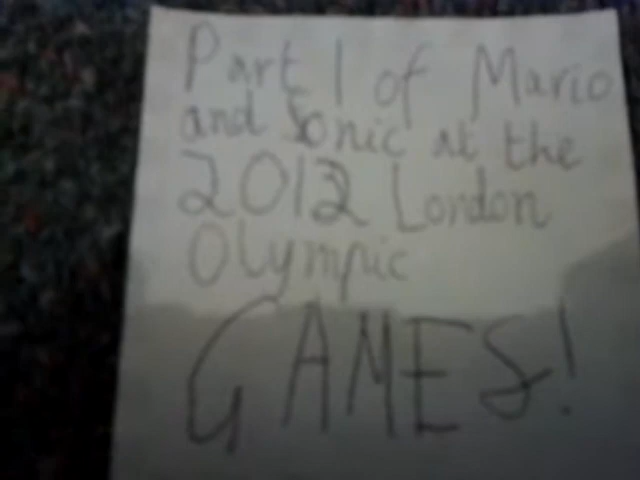 Part 1 of Mario
and Sonic at the
2012 London
Olympic
GAMES!